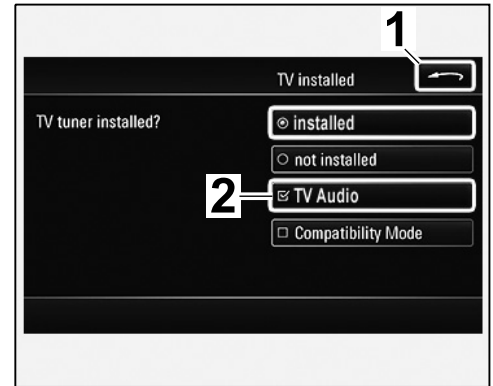 1
TV installed
TV tuner installed?
installed
not installed
2
TV Audio
Compatibility Mode